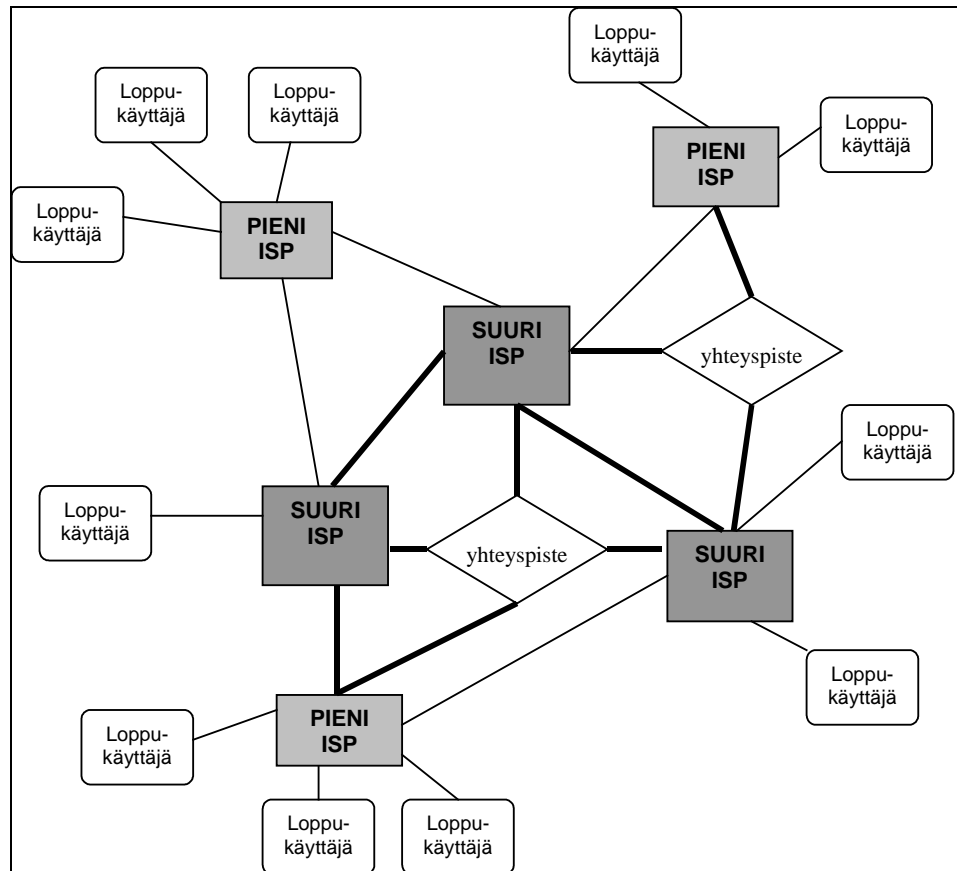 Loppu-
käyttäjä
Loppu-
käyttäjä
Loppu-
käyttäjä
Loppu-
käyttäjä
PIENI
ISP
Loppu-
käyttäjä
PIENI
ISP
SUURI
ISP
yhteyspiste
Loppu-
käyttäjä
Loppu-
käyttäjä
SUURI
ISP
yhteyspiste
SUURI
ISP
Loppu-
käyttäjä
Loppu-
käyttäjä
PIENI
ISP
Loppu-
käyttäjä
Loppu-
käyttäjä